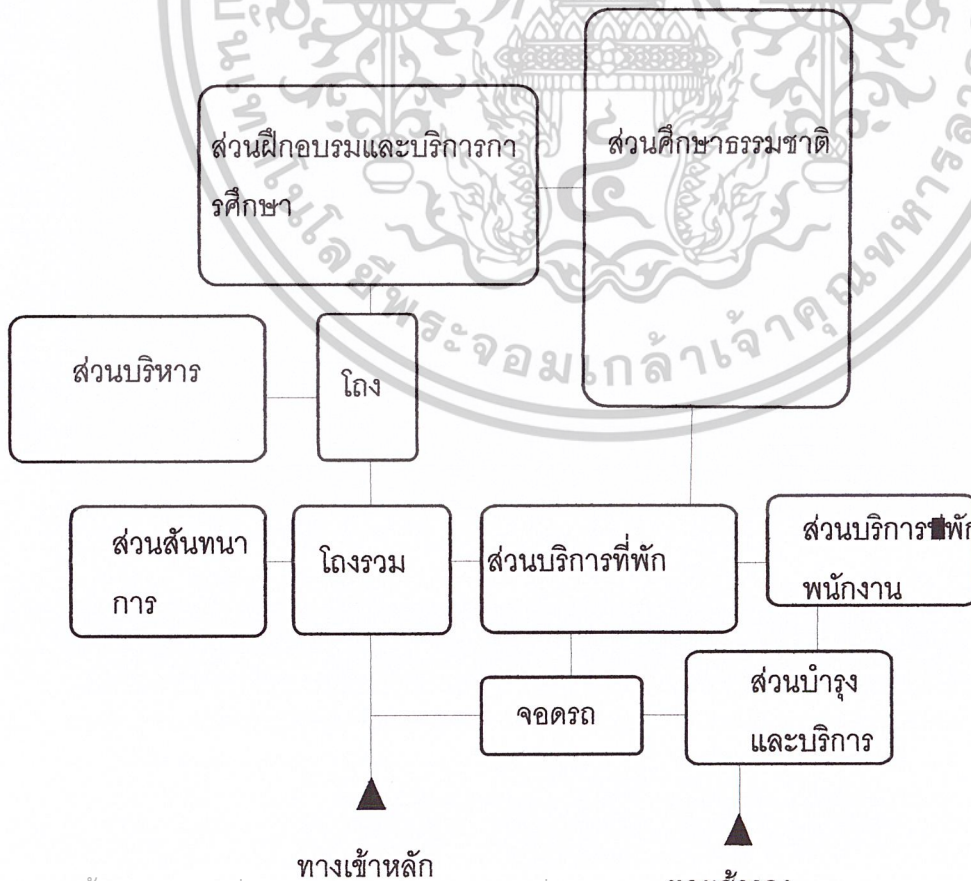 ส่วนฝึกอบรมและบริการกา
รศึกษา
ส่วนศึกษาธรรมชาติ
ส่วนบริหาร
โถง
ส่วนสันทนา
การ
โถงรวม
ส่วนบริการที่พัก
ส่วนบริการที่พัก
พนักงาน
จอดรถ
ส่วนบำรุง
และบริการ
ทางเข้าหลัก